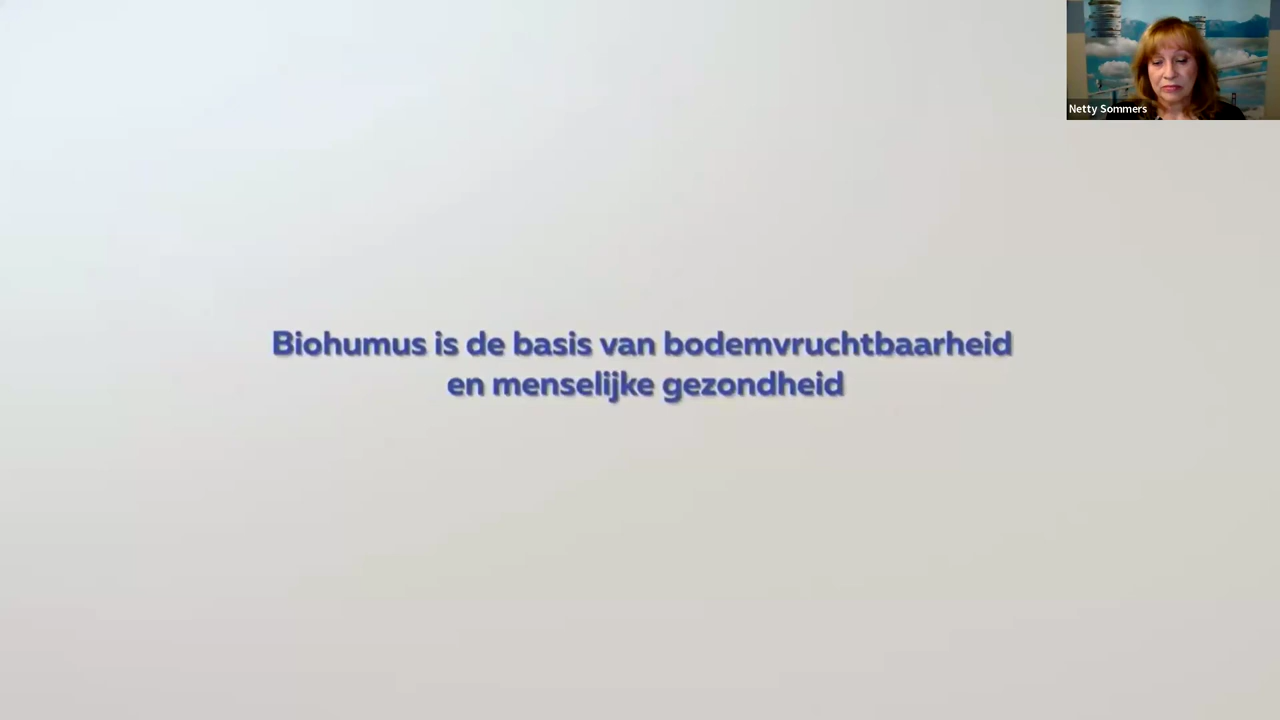 Netty Sommers
Biohumus is de basis van bodemvruchtbaarheid
en menselijke gezondheid